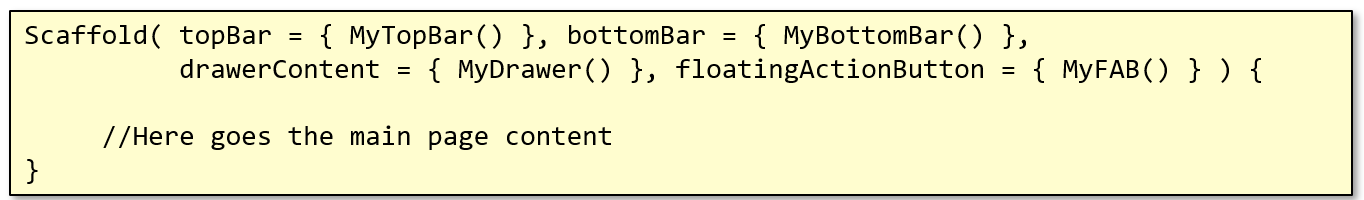 Scaffold( topBar = { MyTopBar() }, bottomBar = { MyBottomBar() },
drawerContent = { MyDrawer() }, floatingActionButton = { MyFAB() } ) {
//Here goes the main page content
}